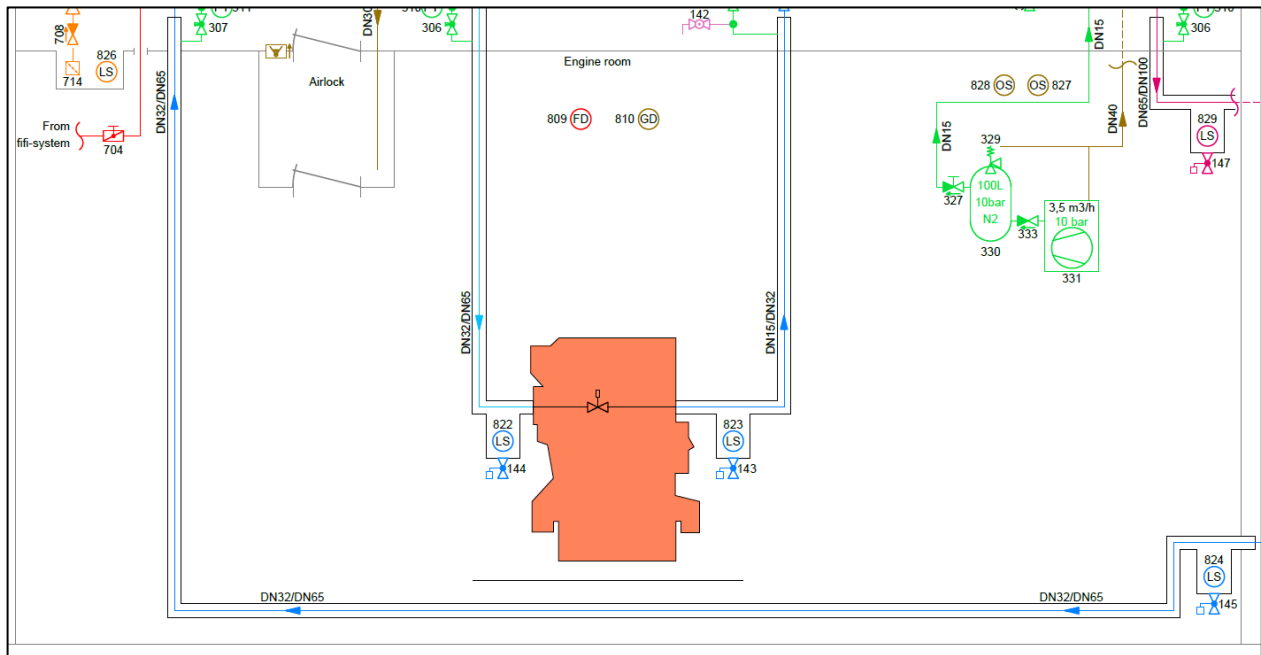 307
306
142
306
708
826
LS
714
DN30
DN15
Airlock
Engine room
828 OS OS 827
DN32/DN65
DN65/DN100
From
fifi-system
704
809 FD
810 GD
DN15
329
DN40
829
LS
147
100L
10bar
N2
327
330
333
3,5 m3/h
10 bar
331
DN32/DN65
DN15/DN32
822
LS
144
823
LS
143
824
LS
145
DN32/DN65
DN32/DN65